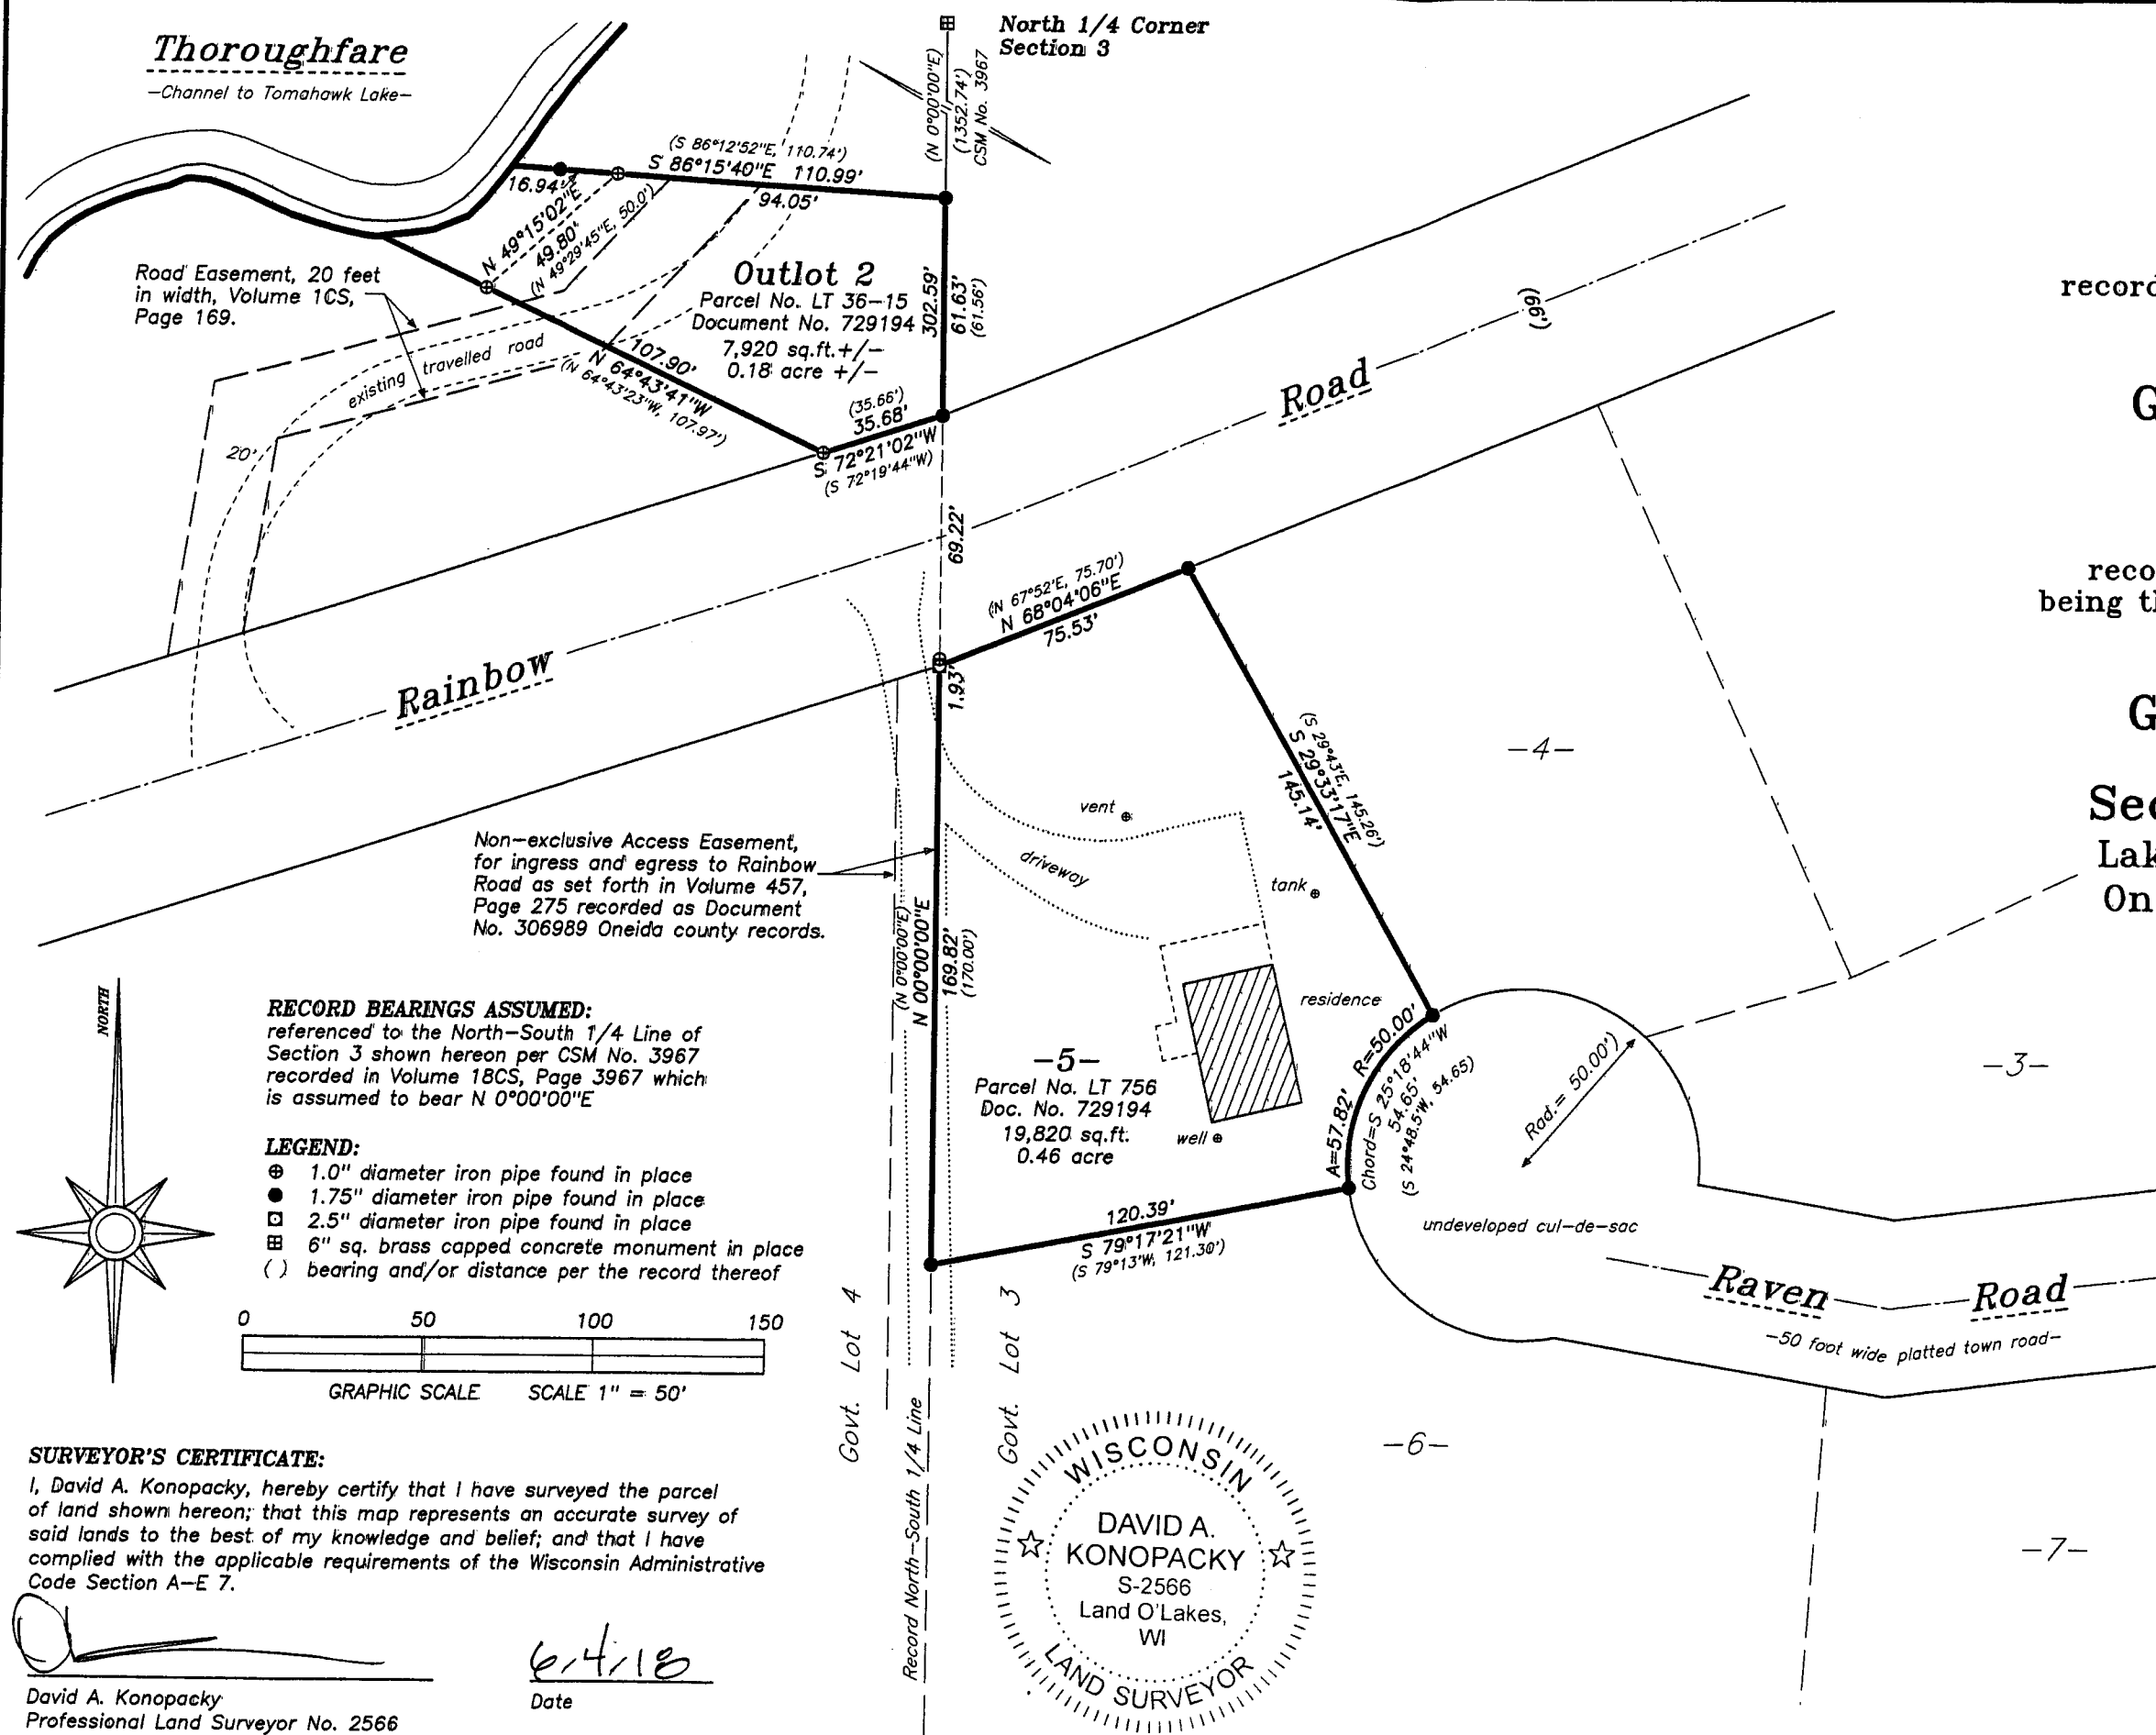 Thoroughfare
-Channel to Tomahawk Lake-
North 1/4 Corner
Section 3
(N 0°00'00"E)
(1352.74')
CSM No. 3967
(S 86°12'52"E, 110.74')
S 86°15'40"E 110.99'
16.94'
94.05'
N 49°15'02"E
49.80'
(N 49°29'45"E, 50.0')
Road Easement, 20 feet
in width, Volume 1CS,
Page 169.
Outlot 2
Parcel No. LT 36-15
Document No. 729194
7,920 sq.ft.+/-
0.18 acre +/-
302.59'
61.63'
(61.56')
existing travelled road
107.90'
N 64°43'41"W
(N 64°43'23"W, 107.97')
(35.66')
35.68'
S 72°21'02"W
(S 72°19'44"W)
20'
(66')
Rainbow Road
69.22'
(N 67°52'E, 75.70')
N 68°04'06"E
75.53'
1.93'
(S 29°43'E, 145.26')
S 29°33'17"E
145.14'
-4-
vent
driveway
tank
Non-exclusive Access Easement,
for ingress and egress to Rainbow
Road as set forth in Volume 457,
Page 275 recorded as Document
No. 306989 Oneida county records.
(N 0°00'00"E)
N 00°00'00"E
169.82'
(170.00')
residence
-5-
Parcel No. LT 756
Doc. No. 729194
19,820 sq.ft.
0.46 acre
well
A=57.82' R=50.00'
Chord=S 25°18'44"W
54.65'
(S 24°48.5'W, 54.65)
Rad.= 50.00')
-3-
120.39'
S 79°17'21"W
(S 79°13'W, 121.30')
undeveloped cul-de-sac
Raven Road
-50 foot wide platted town road-
-6-
-7-
Govt. Lot 4
Govt. Lot 3
Record North-South 1/4 Line
record
G
reco
being th
G
Sec
Lak
On
NORTH
RECORD BEARINGS ASSUMED:
referenced to the North-South 1/4 Line of
Section 3 shown hereon per CSM No. 3967
recorded in Volume 18CS, Page 3967 which
is assumed to bear N 0°00'00"E
LEGEND:
1.0" diameter iron pipe found in place
1.75" diameter iron pipe found in place
2.5" diameter iron pipe found in place
6" sq. brass capped concrete monument in place
( ) bearing and/or distance per the record thereof
0 50 100 150
GRAPHIC SCALE SCALE 1" = 50'
SURVEYOR'S CERTIFICATE:
I, David A. Konopacky, hereby certify that I have surveyed the parcel
of land shown hereon; that this map represents an accurate survey of
said lands to the best of my knowledge and belief; and that I have
complied with the applicable requirements of the Wisconsin Administrative
Code Section A-E 7.
6/4/18
David A. Konopacky
Date
Professional Land Surveyor No. 2566
WISCONSIN
DAVID A.
KONOPACKY
S-2566
Land O'Lakes,
WI
LAND SURVEYOR